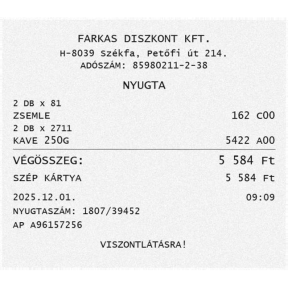 FARKAS DISZKONT KFT.
H-8039 Székfa, Petőfi út 214.
ADÓSZÁM: 85980211-2-38
NYUGTA
2 DB x 81
ZSEMLE 162 C00
2 DB x 2711
KAVE 250G 5422 A00
VÉGÖSSZEG: 5 584 Ft
SZÉP KÁRTYA 5 584 Ft
2025.12.01. 09:09
NYUGTASZÁM: 1807/39452
AP A96157256
VISZONTLÁTÁSRA!